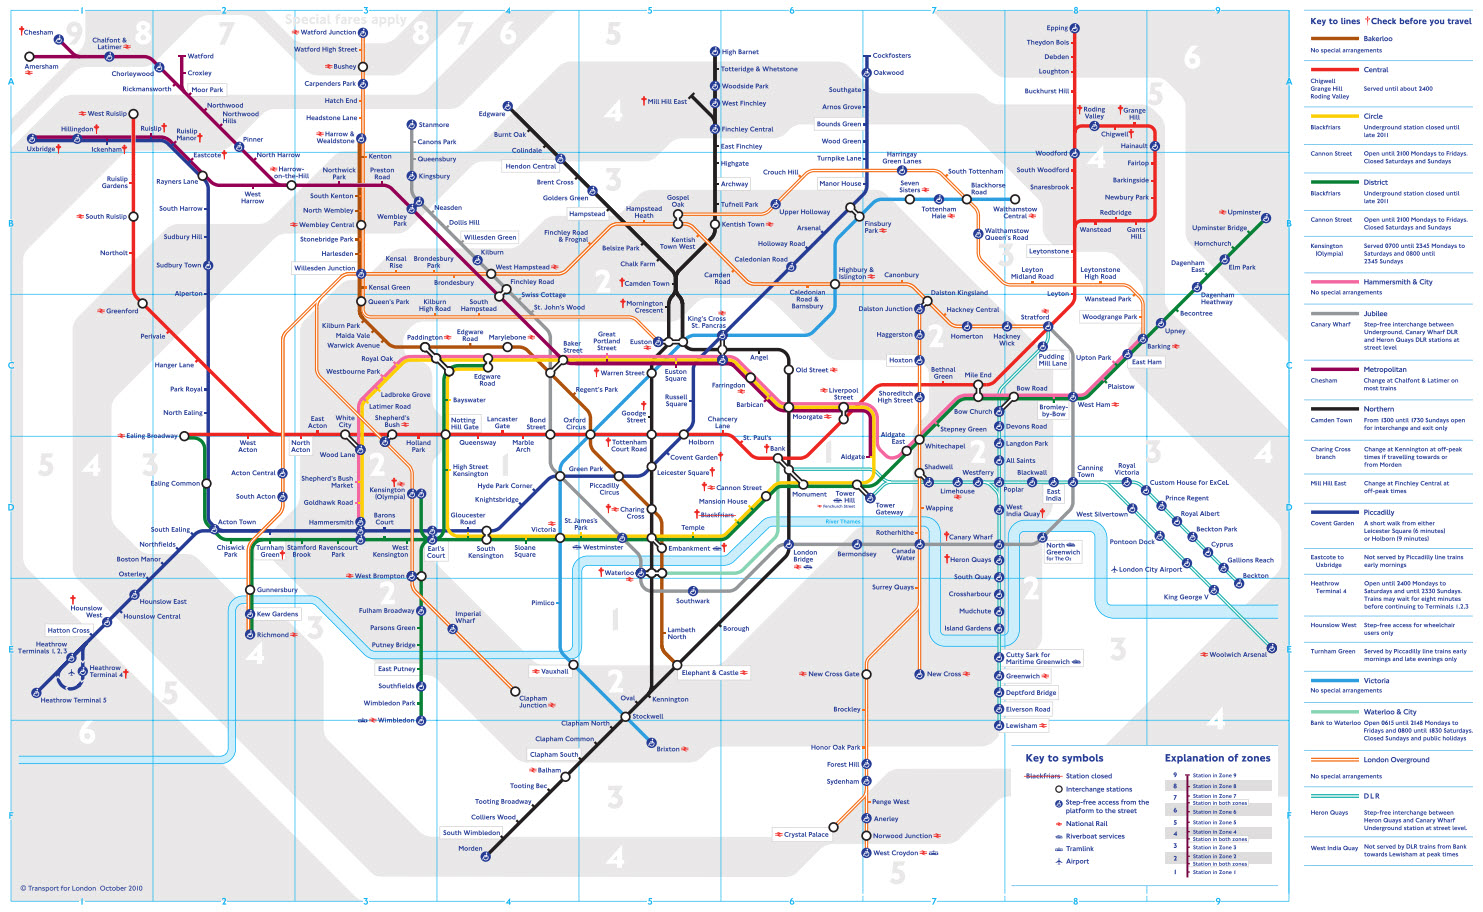 Special fares apply
1 2 3 4 5 6 7 8 9
Key to lines †Check before you travel
Bakerloo
No special arrangements
Central
Chigwell
Grange Hill
Roding Valley
Served until about 2400
Circle
Blackfriars
Underground station closed until
late 2011
Cannon Street
Open until 2100 Mondays to Fridays.
Closed Saturdays and Sundays
District
Blackfriars
Underground station closed until
late 2011
Cannon Street
Open until 2100 Mondays to Fridays
Closed Saturdays and Sundays
Kensington
(Olympia)
Served 0700 until 2345 Mondays to
Saturdays and 0800 until
2345 Sundays
Hammersmith & City
No special arrangements
Jubilee
Canary Wharf
Step-free interchange between
Underground, Canary Wharf DLR
and Heron Quays DLR stations at
street level
Metropolitan
Chesham
Change at Chalfont & Latimer on
most trains
Northern
Camden Town
From 1300 until 1730 Sundays open
for interchange and exit only
Charing Cross
branch
Change at Kennington at off-peak
times if travelling towards or
from Morden
Mill Hill East
Change at Finchley Central at
off-peak times
Piccadilly
Covent Garden
A short walk from either
Leicester Square (6 minutes)
or Holborn (9 minutes)
Eastcote to
Uxbridge
Not served by Piccadilly line trains
early mornings
Heathrow
Terminal 4
Open until 2400 Mondays to
Saturdays and until 2330 Sundays.
Trains may wait for eight minutes
before continuing to Terminals 1,2,3
Hounslow West
Step-free access for wheelchair
users only
Turnham Green
Served by Piccadilly line trains early
mornings and late evenings only
Victoria
No special arrangements
Waterloo & City
Bank to Waterloo
Open 0615 until 2148 Mondays to
Fridays and 0800 until 1830 Saturdays.
Closed Sundays and public holidays
London Overground
No special arrangements
DLR
Heron Quays
Step-free interchange between
Heron Quays and Canary Wharf
Underground station at street level.
West India Quay
Not served by DLR trains from Bank
towards Lewisham at peak times
†Chesham
Chalfont &
Latimer
Amersham
Chorleywood
Rickmansworth
Watford
Croxley
Moor Park
Northwood
Northwood
Hills
Pinner
North Harrow
Harrow-
on-the-Hill
West Ruislip
Hillingdon†
Uxbridge†
Ickenham†
Ruislip†
Ruislip
Manor†
Eastcote†
Rayners Lane
West
Harrow
Ruislip
Gardens
South Ruislip
Northolt
Greenford
Perivale
Hanger Lane
Park Royal
North Ealing
South Harrow
Sudbury Hill
Sudbury Town
Alperton
Ealing Broadway
Watford Junction
Watford High Street
Bushey
Carpenders Park
Hatch End
Headstone Lane
Harrow &
Wealdstone
Kenton
Northwick
Park
Preston
Road
South Kenton
North Wembley
Wembley Central
Stonebridge Park
Harlesden
Willesden Junction
Kensal Green
Queen's Park
Kilburn Park
Maida Vale
Warwick Avenue
Stanmore
Canons Park
Queensbury
Kingsbury
Wembley
Park
Neasden
Dollis Hill
Willesden Green
Kilburn
West Hampstead
Finchley Road
Swiss Cottage
St. John's Wood
Kensal
Rise
Brondesbury
Park
Brondesbury
Kilburn
High Road
South
Hampstead
Finchley Road
& Frognal
Hampstead
Heath
Gospel
Oak
Kentish
Town West
Camden
Road
Caledonian
Road &
Barnsbury
Highbury &
Islington
Canonbury
Edgware
Burnt Oak
Colindale
Hendon Central
Brent Cross
Golders Green
Hampstead
Belsize Park
Chalk Farm
†Camden Town
†Mornington
Crescent
Euston
High Barnet
Totteridge & Whetstone
Woodside Park
West Finchley
†Mill Hill East
Finchley Central
East Finchley
Highgate
Archway
Tufnell Park
Kentish Town
Cockfosters
Oakwood
Southgate
Arnos Grove
Bounds Green
Wood Green
Turnpike Lane
Manor House
Harringay
Green Lanes
Crouch Hill
Upper Holloway
Arsenal
Holloway Road
Caledonian Road
Finsbury
Park
Seven
Sisters
Tottenham
Hale
South Tottenham
Blackhorse
Road
Walthamstow
Central
Walthamstow
Queen's Road
Leyton
Midland Road
Leytonstone
High Road
Wanstead Park
Woodgrange Park
Epping
Theydon Bois
Debden
Loughton
Buckhurst Hill
†Roding
Valley
†Grange
Hill
Chigwell†
Hainault
Fairlop
Barkingside
Newbury Park
Woodford
South Woodford
Snaresbrook
Redbridge
Wanstead
Gants
Hill
Leytonstone
Leyton
Stratford
Upminster
Upminster Bridge
Hornchurch
Elm Park
Dagenham
East
Dagenham
Heathway
Becontree
Upney
Barking
East Ham
Upton Park
Plaistow
West Ham
Bromley-
by-Bow
Bow Road
Mile End
Bow Church
Pudding
Mill Lane
Bethnal
Green
Stepney Green
Whitechapel
Aldgate
East
Aldgate
Dalston Kingsland
Dalston Junction
Hackney Central
Homerton
Hackney
Wick
Haggerston
Hoxton
Shoreditch
High Street
Paddington
Edgware
Road
Marylebone
Baker
Street
Great
Portland
Street
King's Cross
St. Pancras
Angel
Old Street
Royal Oak
Westbourne Park
Ladbroke Grove
Latimer Road
Edgware
Road
Bayswater
Regent's Park
†Warren Street
Euston
Square
Farringdon
Barbican
Moorgate
Liverpool
Street
Russell
Square
†Goodge
Street
East
Acton
White
City
Shepherd's
Bush
West
Acton
North
Acton
Wood Lane
Holland
Park
Notting
Hill Gate
Queensway
Lancaster
Gate
Marble
Arch
Bond
Street
Oxford
Circus
†Tottenham
Court Road
Holborn
Chancery
Lane
St. Paul's
†Bank
Acton Central
South Acton
Shepherd's Bush
Market
Goldhawk Road
Hammersmith
Kensington
(Olympia)
High Street
Kensington
Hyde Park Corner
Knightsbridge
Green Park
Piccadilly
Circus
Covent Garden†
Leicester Square†
†Cannon Street
Mansion House
†Blackfriars
Monument
Tower
Hill
Fenchurch Street
Tower
Gateway
†Charing
Cross
Temple
Embankment
Ealing Common
South Ealing
Acton Town
Northfields
Boston Manor
Osterley
Hounslow East
Hounslow Central
†Hounslow
West
Hatton Cross
Heathrow
Terminals 1, 2, 3
Heathrow
Terminal 4†
Heathrow Terminal 5
Chiswick
Park
Turnham
Green†
Stamford
Brook
Ravenscourt
Park
Barons
Court
West
Kensington
Earl's
Court
Gloucester
Road
South
Kensington
Sloane
Square
Victoria
St. James's
Park
Westminster
†Waterloo
Southwark
London
Bridge
Bermondsey
Canada
Water
River Thames
Gunnersbury
Kew Gardens
Richmond
West Brompton
Fulham Broadway
Parsons Green
Putney Bridge
East Putney
Southfields
Wimbledon Park
Wimbledon
Imperial
Wharf
Clapham
Junction
Pimlico
Vauxhall
Stockwell
Brixton
Lambeth
North
Elephant & Castle
Borough
Kennington
Oval
Clapham North
Clapham Common
Clapham South
Balham
Tooting Bec
Tooting Broadway
Colliers Wood
South Wimbledon
Morden
Shadwell
Wapping
Rotherhithe
Surrey Quays
New Cross Gate
New Cross
Brockley
Honor Oak Park
Forest Hill
Sydenham
Penge West
Crystal Palace
Anerley
Norwood Junction
West Croydon
Devons Road
Langdon Park
All Saints
Limehouse
Westferry
Poplar
Blackwall
East
India
Canning
Town
West
India Quay†
†Canary Wharf
†Heron Quays
South Quay
Crossharbour
Mudchute
Island Gardens
Cutty Sark for
Maritime Greenwich
Greenwich
Deptford Bridge
Elverson Road
Lewisham
North
Greenwich
for The O2
Royal
Victoria
Custom House for ExCeL
Prince Regent
Royal Albert
Beckton Park
Cyprus
Gallions Reach
Beckton
West Silvertown
Pontoon Dock
London City Airport
King George V
Woolwich Arsenal
Key to symbols
Blackfriars Station closed
Interchange stations
Step-free access from the
platform to the street
National Rail
Riverboat services
Tramlink
Airport
Explanation of zones
9 Station in Zone 9
8 Station in Zone 8
7 Station in Zone 7
Station in both zones
6 Station in Zone 6
5 Station in Zone 5
4 Station in Zone 4
Station in both zones
3 Station in Zone 3
2 Station in Zone 2
Station in both zones
1 Station in Zone 1
A
B
C
D
E
F
© Transport for London October 2010
1 2 3 4 5 6 7 8 9